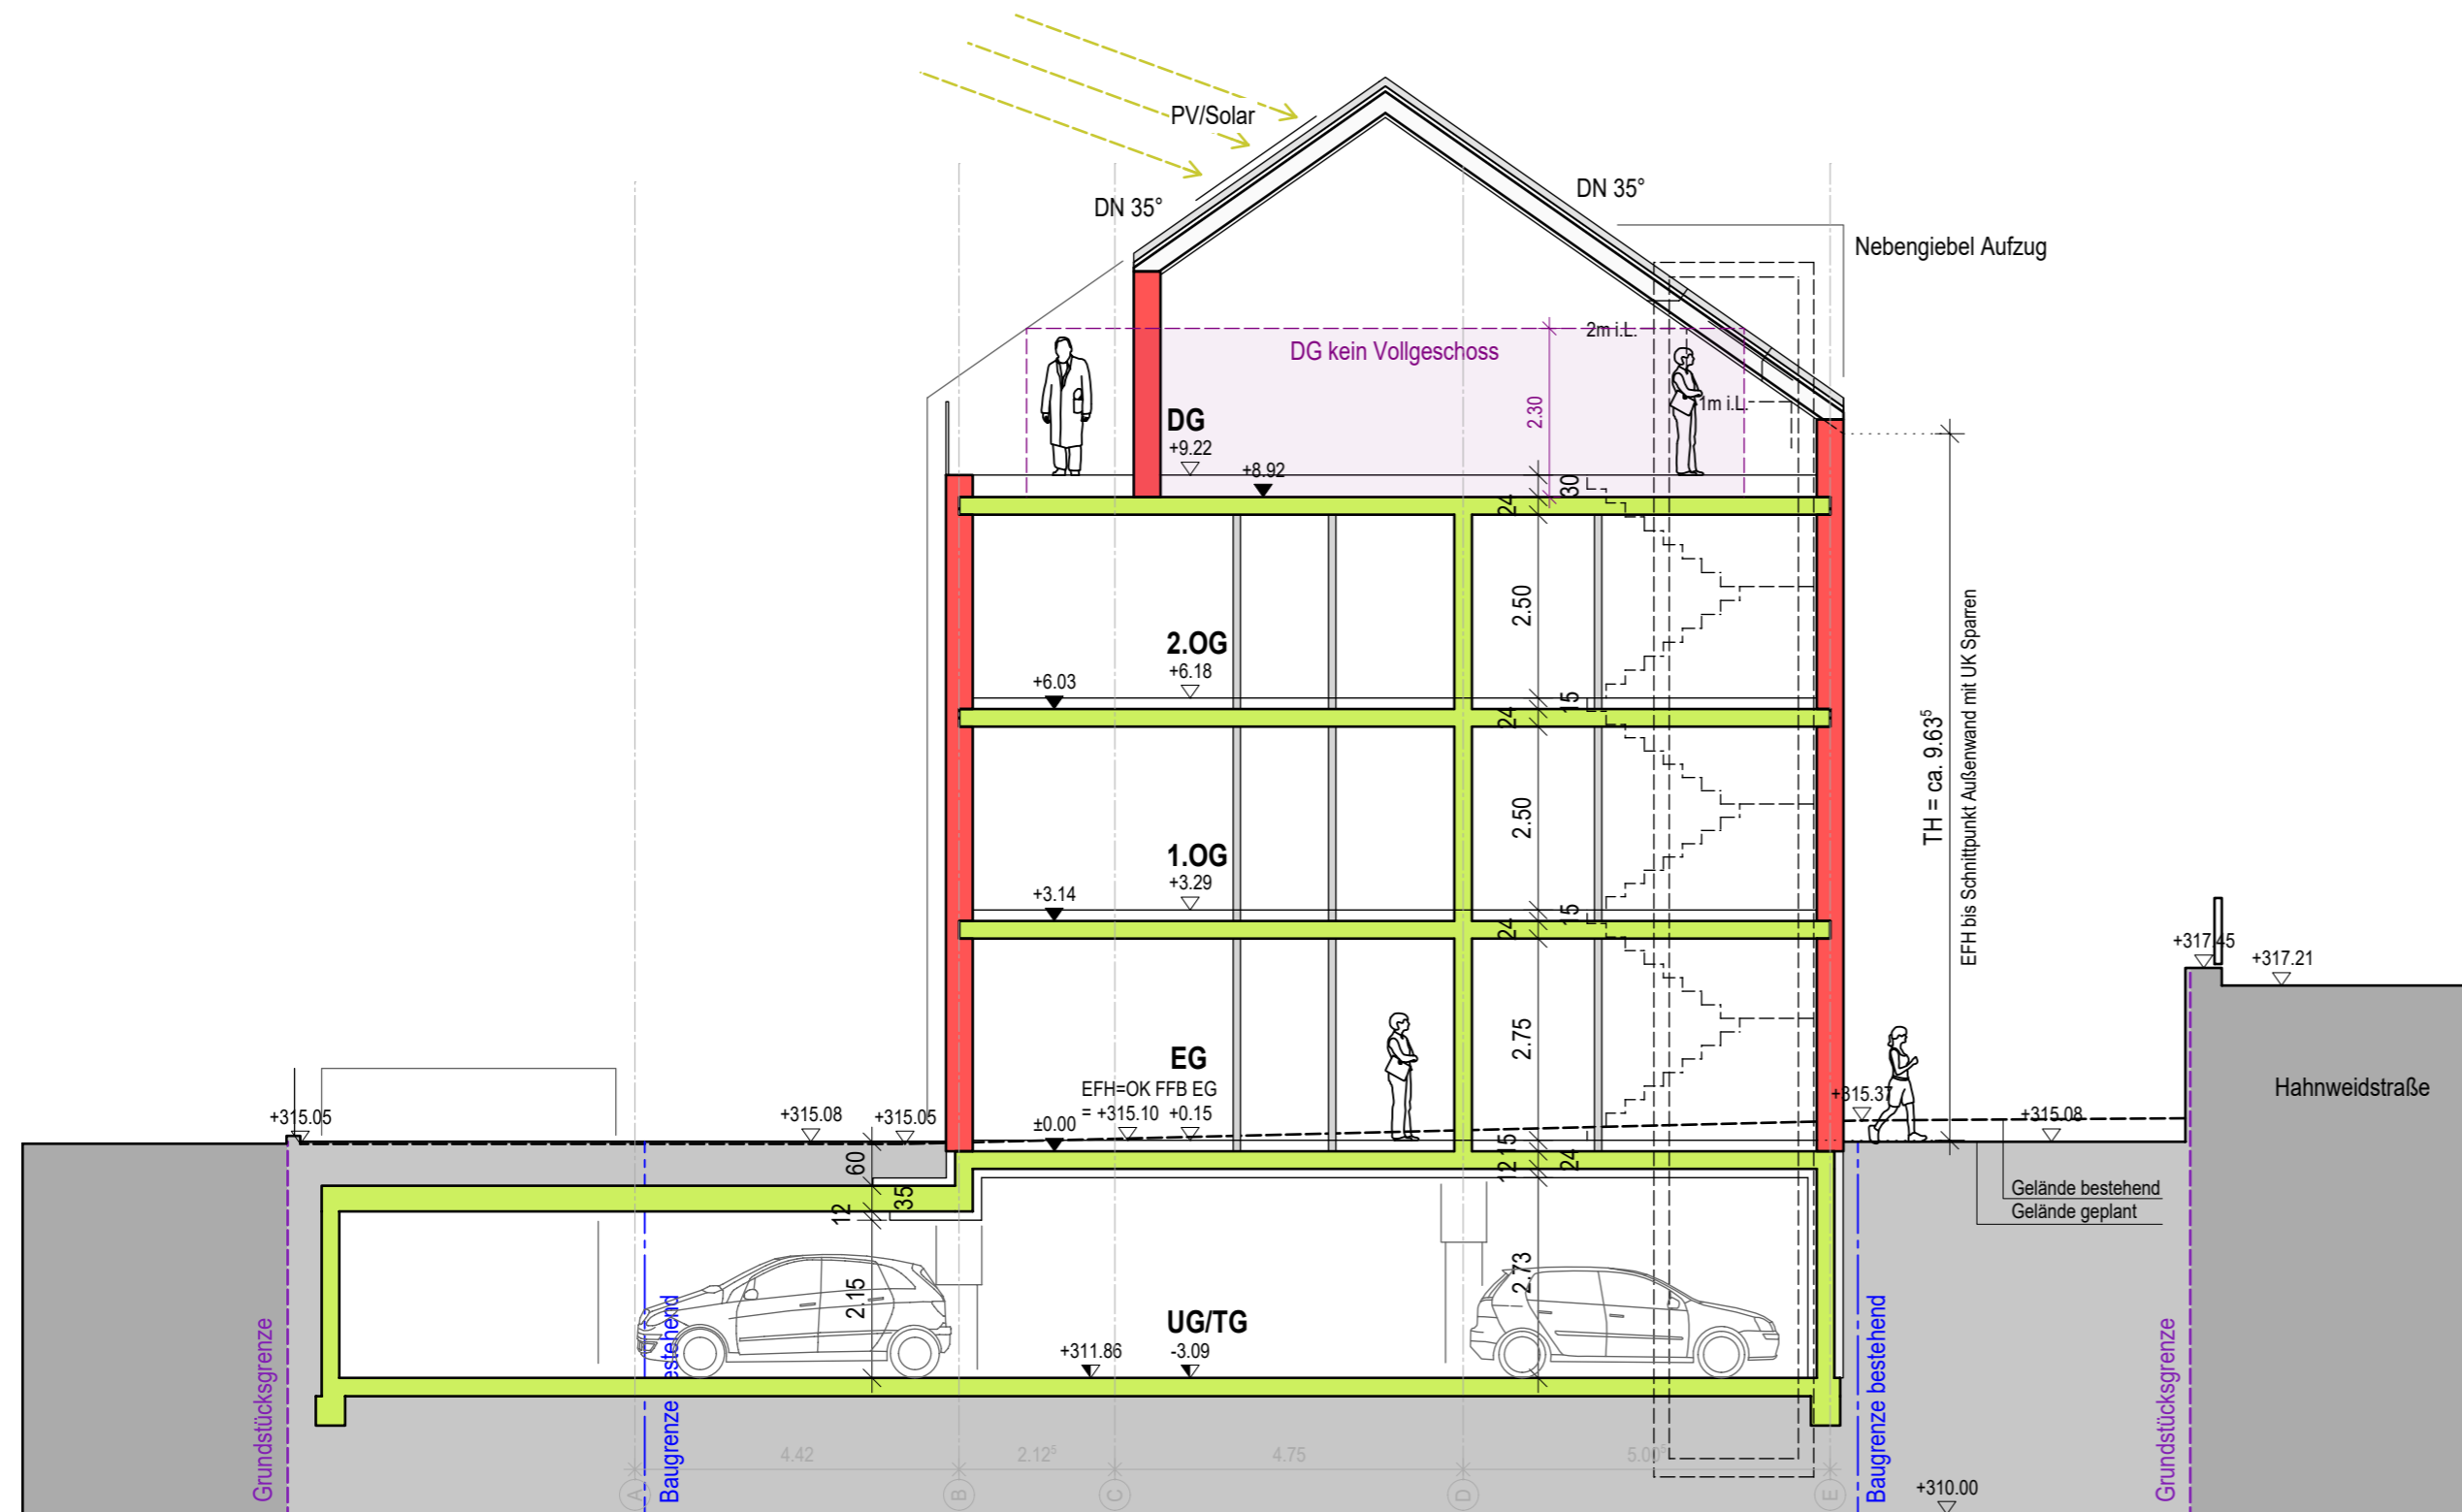 PV/Solar
DN 35°
DN 35°
Nebengiebel Aufzug
2m i.L.
DG kein Vollgeschoss
2.30
1m i.L.
DG
+9.22
+8.92
30
24
2.50
2.OG
+6.18
+6.03
15
24
2.50
1.OG
+3.29
+3.14
15
24
2.75
TH = ca. 9.63⁵
EFH bis Schnittpunkt Außenwand mit UK Sparren
+317.45
+317.21
Hahnweidstraße
EG
EFH=OK FFB EG
= +315.10 +0.15
±0.00
+315.05
+315.08
+315.05
+315.37
+315.08
60
35
12
2.15
15
12
24
2.73
Gelände bestehend
Gelände geplant
UG/TG
-3.09
+311.86
Grundstücksgrenze
Baugrenze bestehend
Baugrenze bestehend
Grundstücksgrenze
4.42
2.12⁵
4.75
5.00⁵
+310.00
A
B
C
D
E